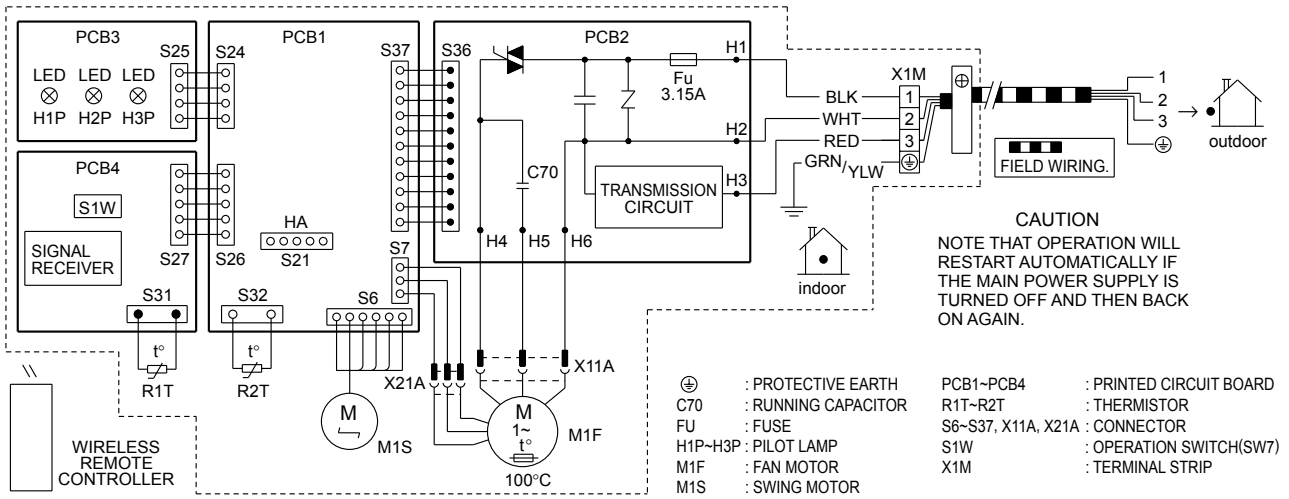 PCB3
S25
S24
PCB1
S37
S36
PCB2
H1
LED LED LED
H1P H2P H3P
Fu
3.15A
X1M
BLK
1
WHT
2
RED
3
GRN/YLW
H2
H3
1
2
3
outdoor
FIELD WIRING.
PCB4
S1W
SIGNAL
RECEIVER
S27
S26
HA
S21
S7
C70
TRANSMISSION
CIRCUIT
H4
H5
H6
indoor
CAUTION
NOTE THAT OPERATION WILL
RESTART AUTOMATICALLY IF
THE MAIN POWER SUPPLY IS
TURNED OFF AND THEN BACK
ON AGAIN.
S31
S32
S6
t°
R1T
t°
R2T
X21A
X11A
M
M1S
M
1~
t°
M1F
100°C
WIRELESS
REMOTE
CONTROLLER
: PROTECTIVE EARTH
C70 : RUNNING CAPACITOR
FU : FUSE
H1P~H3P : PILOT LAMP
M1F : FAN MOTOR
M1S : SWING MOTOR
PCB1~PCB4 : PRINTED CIRCUIT BOARD
R1T~R2T : THERMISTOR
S6~S37, X11A, X21A : CONNECTOR
S1W : OPERATION SWITCH(SW7)
X1M : TERMINAL STRIP